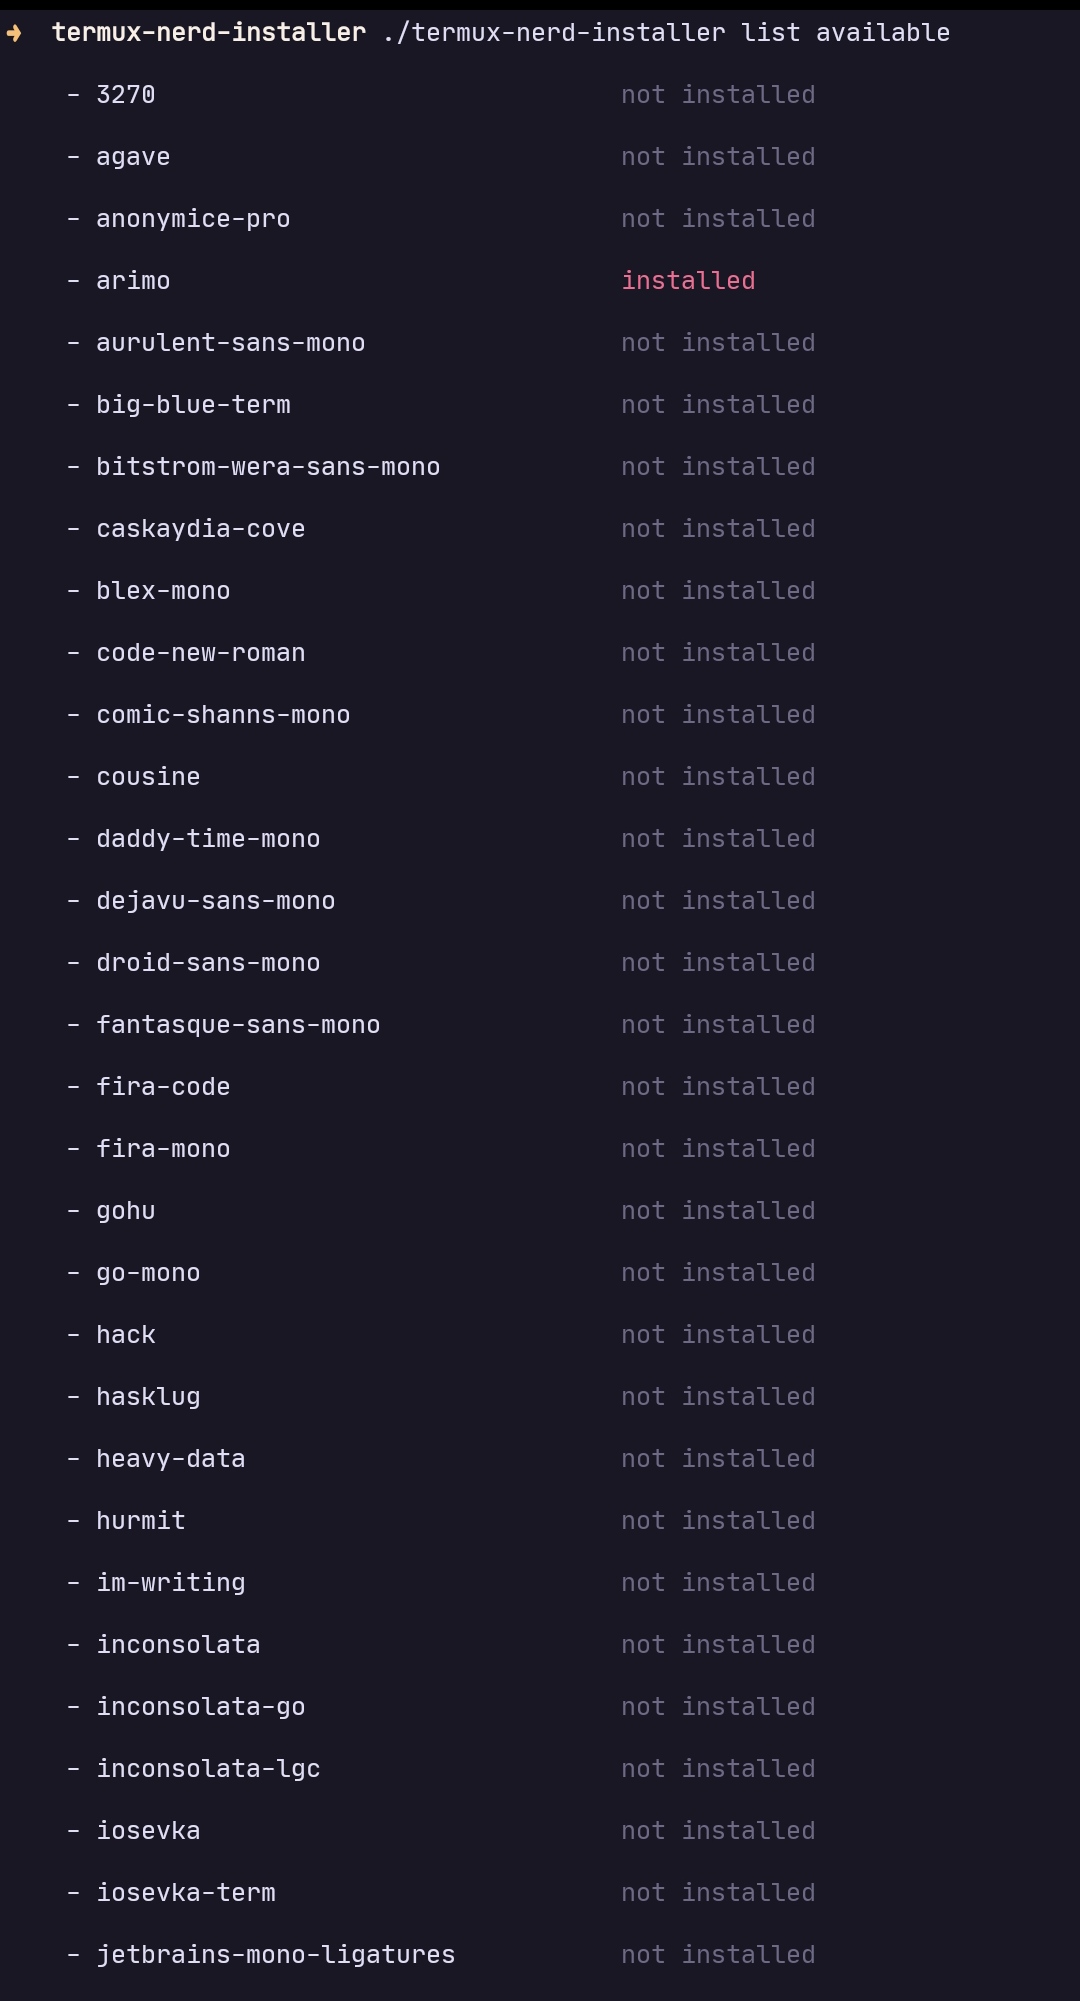 ➜ termux-nerd-installer ./termux-nerd-installer list available
- 3270 not installed
- agave not installed
- anonymice-pro not installed
- arimo installed
- aurulent-sans-mono not installed
- big-blue-term not installed
- bitstrom-wera-sans-mono not installed
- caskaydia-cove not installed
- blex-mono not installed
- code-new-roman not installed
- comic-shanns-mono not installed
- cousine not installed
- daddy-time-mono not installed
- dejavu-sans-mono not installed
- droid-sans-mono not installed
- fantasque-sans-mono not installed
- fira-code not installed
- fira-mono not installed
- gohu not installed
- go-mono not installed
- hack not installed
- hasklug not installed
- heavy-data not installed
- hurmit not installed
- im-writing not installed
- inconsolata not installed
- inconsolata-go not installed
- inconsolata-lgc not installed
- iosevka not installed
- iosevka-term not installed
- jetbrains-mono-ligatures not installed